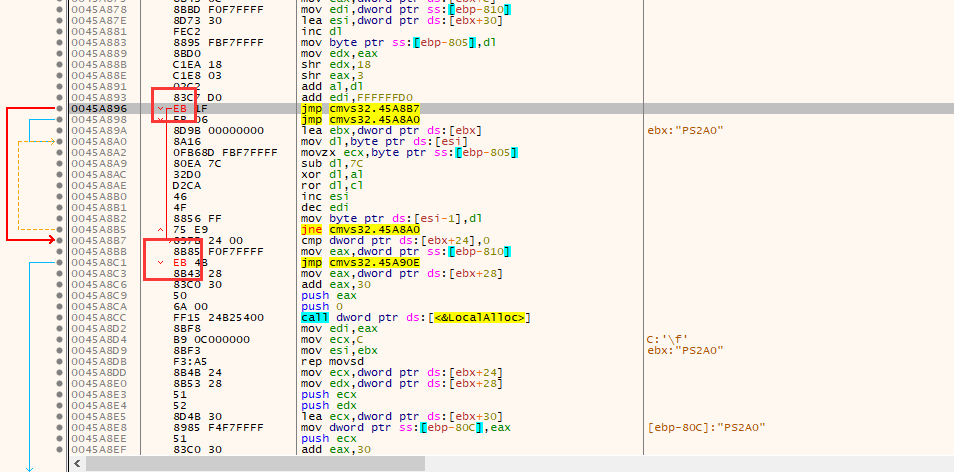 0045A878 8BBD F0F7FFFF mov edi,dword ptr ss:[ebp-810]
0045A87E 8D73 30 lea esi,dword ptr ds:[ebx+30]
0045A881 FEC2 inc dl
0045A883 8895 FBF7FFFF mov byte ptr ss:[ebp-805],dl
0045A889 8BD0 mov edx,eax
0045A88B C1EA 18 shr edx,18
0045A88E C1E8 03 shr eax,3
0045A891 02C2 add al,dl
0045A893 83C7 D0 add edi,FFFFFFD0
0045A896 EB 1F jmp cmvs32.45A8B7
0045A898 EB 06 jmp cmvs32.45A8A0
0045A89A 8D9B 00000000 lea ebx,dword ptr ds:[ebx] ebx:"PS2A0"
0045A8A0 8A16 mov dl,byte ptr ds:[esi]
0045A8A2 0FB68D FBF7FFFF movzx ecx,byte ptr ss:[ebp-805]
0045A8A9 80EA 7C sub dl,7C
0045A8AC 32D0 xor dl,al
0045A8AE D2CA ror dl,cl
0045A8B0 46 inc esi
0045A8B1 4F dec edi
0045A8B2 8856 FF mov byte ptr ds:[esi-1],dl
0045A8B5 75 E9 jne cmvs32.45A8A0
0045A8B7 837B 24 00 cmp dword ptr ds:[ebx+24],0
0045A8BB 8B85 F0F7FFFF mov eax,dword ptr ss:[ebp-810]
0045A8C1 EB 4B jmp cmvs32.45A90E
0045A8C3 8B43 28 mov eax,dword ptr ds:[ebx+28]
0045A8C6 83C0 30 add eax,30
0045A8C9 50 push eax
0045A8CA 6A 00 push 0
0045A8CC FF15 24B25400 call dword ptr ds:[<&LocalAlloc>]
0045A8D2 8BF8 mov edi,eax
0045A8D4 B9 0C000000 mov ecx,C C:'\f'
0045A8D9 8BF3 mov esi,ebx ebx:"PS2A0"
0045A8DB F3:A5 rep movsd
0045A8DD 8B4B 24 mov ecx,dword ptr ds:[ebx+24]
0045A8E0 8B53 28 mov edx,dword ptr ds:[ebx+28]
0045A8E3 51 push ecx
0045A8E4 52 push edx
0045A8E5 8D4B 30 lea ecx,dword ptr ds:[ebx+30]
0045A8E8 8985 F4F7FFFF mov dword ptr ss:[ebp-80C],eax [ebp-80C]:"PS2A0"
0045A8EE 51 push ecx
0045A8EF 83C0 30 add eax,30